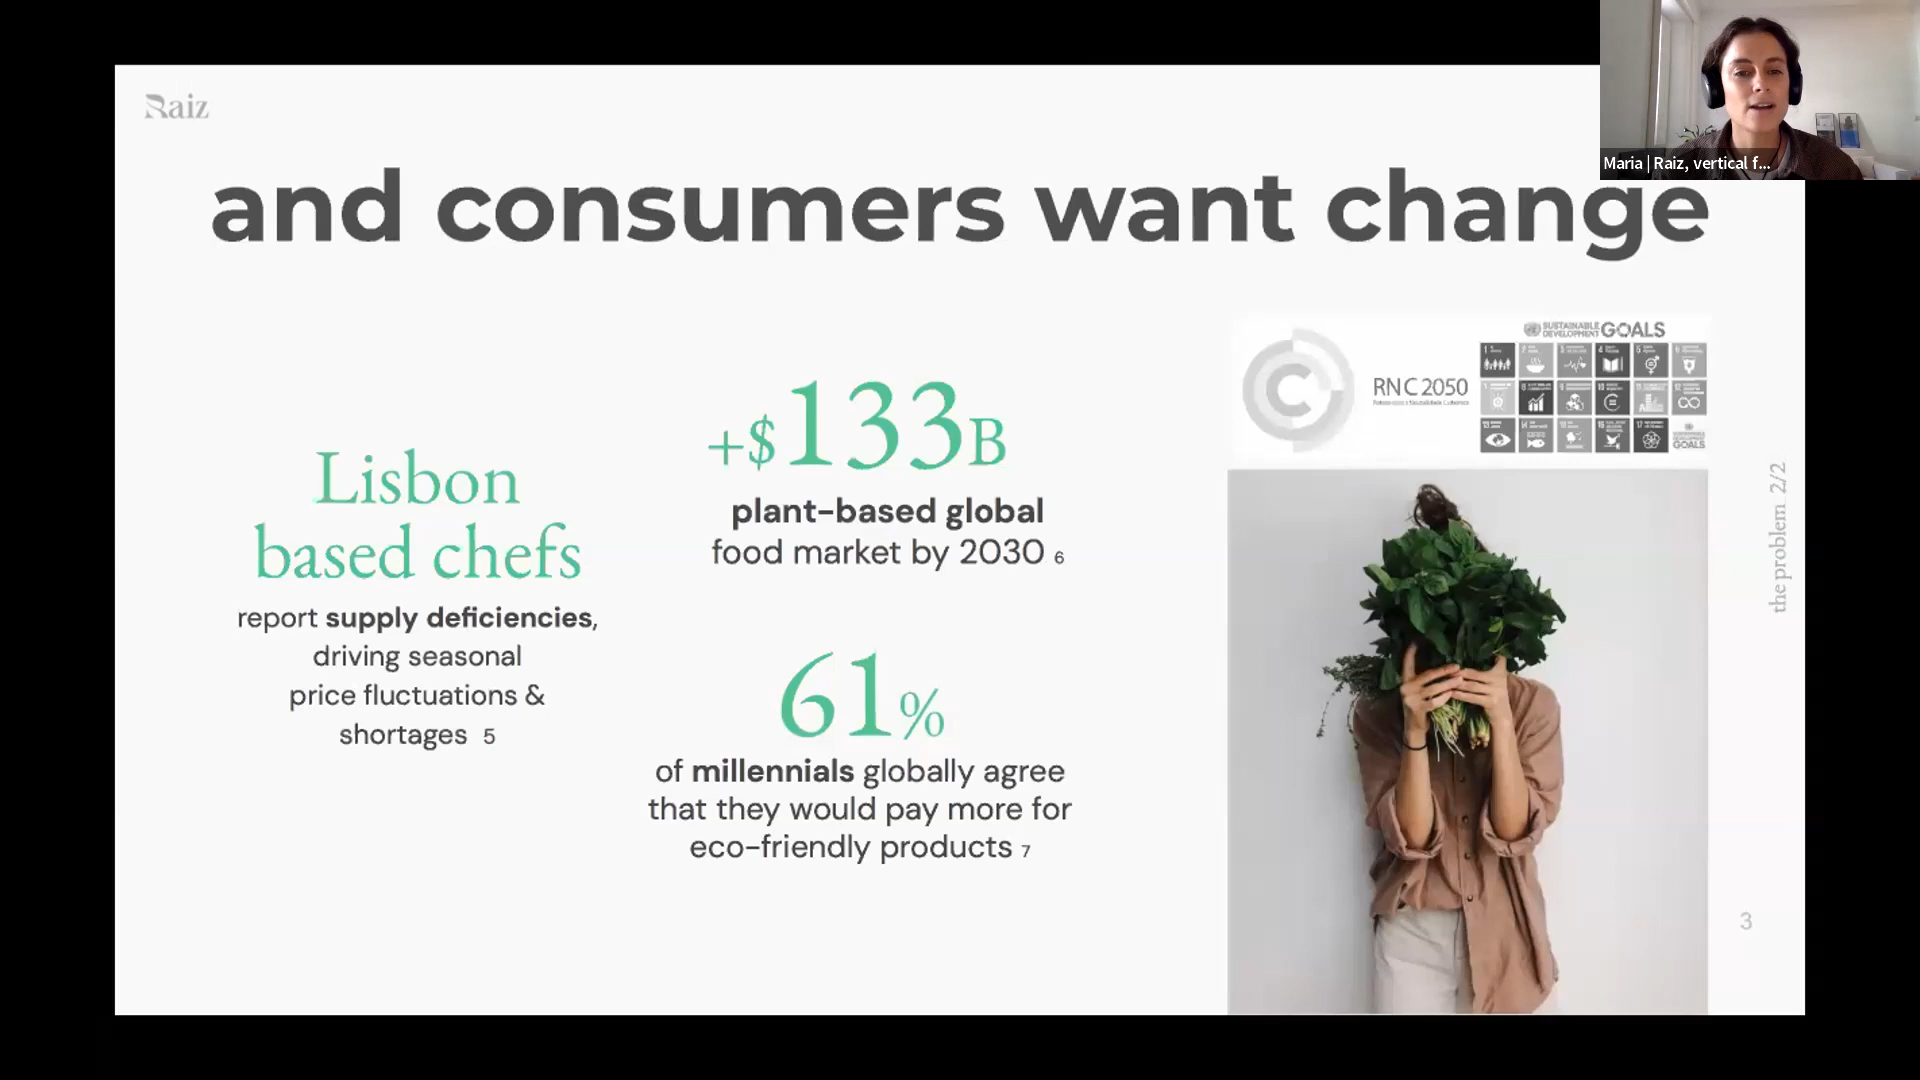 Raiz
Maria | Raiz, vertical f...
and consumers want change
Lisbon
based chefs
report supply deficiencies,
driving seasonal
price fluctuations &
shortages 5
+$133B
plant-based global
food market by 2030 6
61%
of millennials globally agree
that they would pay more for
eco-friendly products 7
RNC2050
SUSTAINABLE
DEVELOPMENT GOALS
the problem 2/2
3